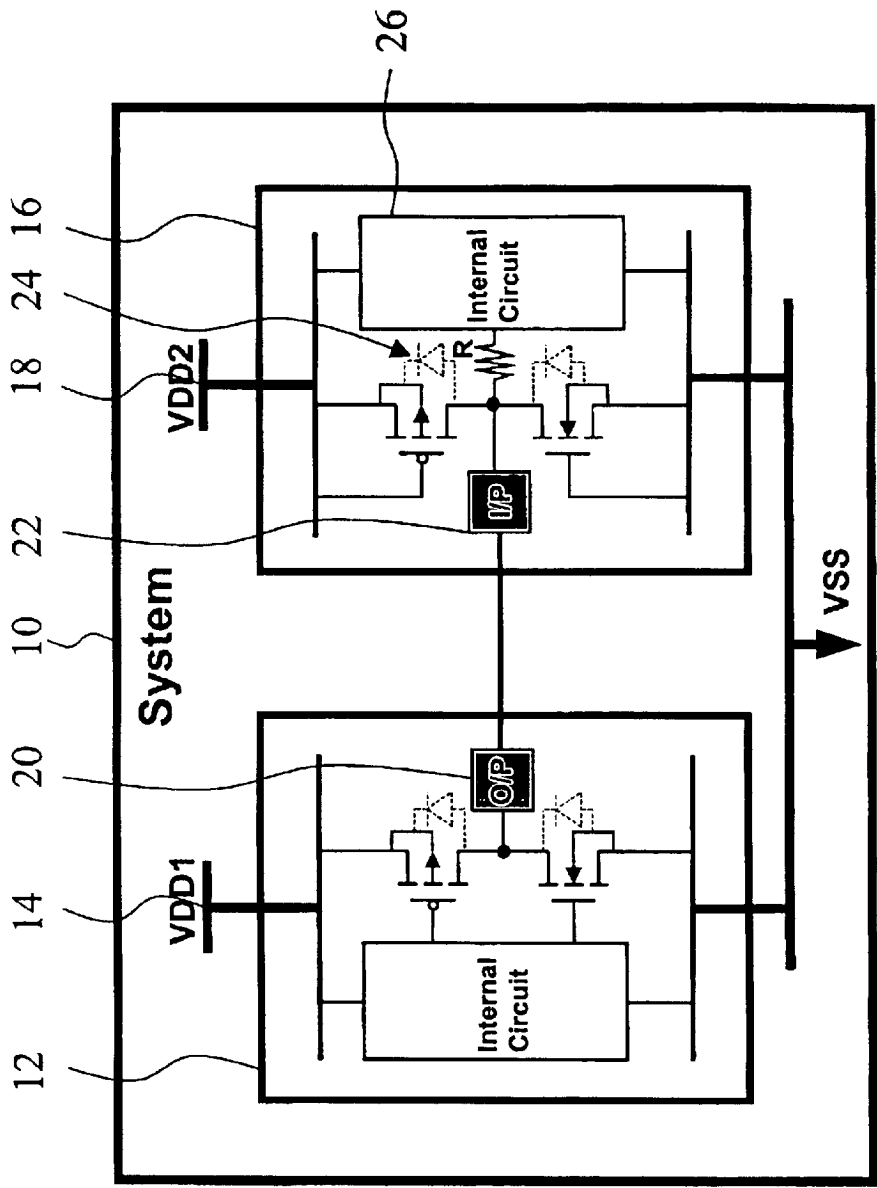 10
12
14
20
22
18
24
16
26
System
VDD1
VDD2
Internal
Circuit
O/P
I/P
R
Internal
Circuit
VSS